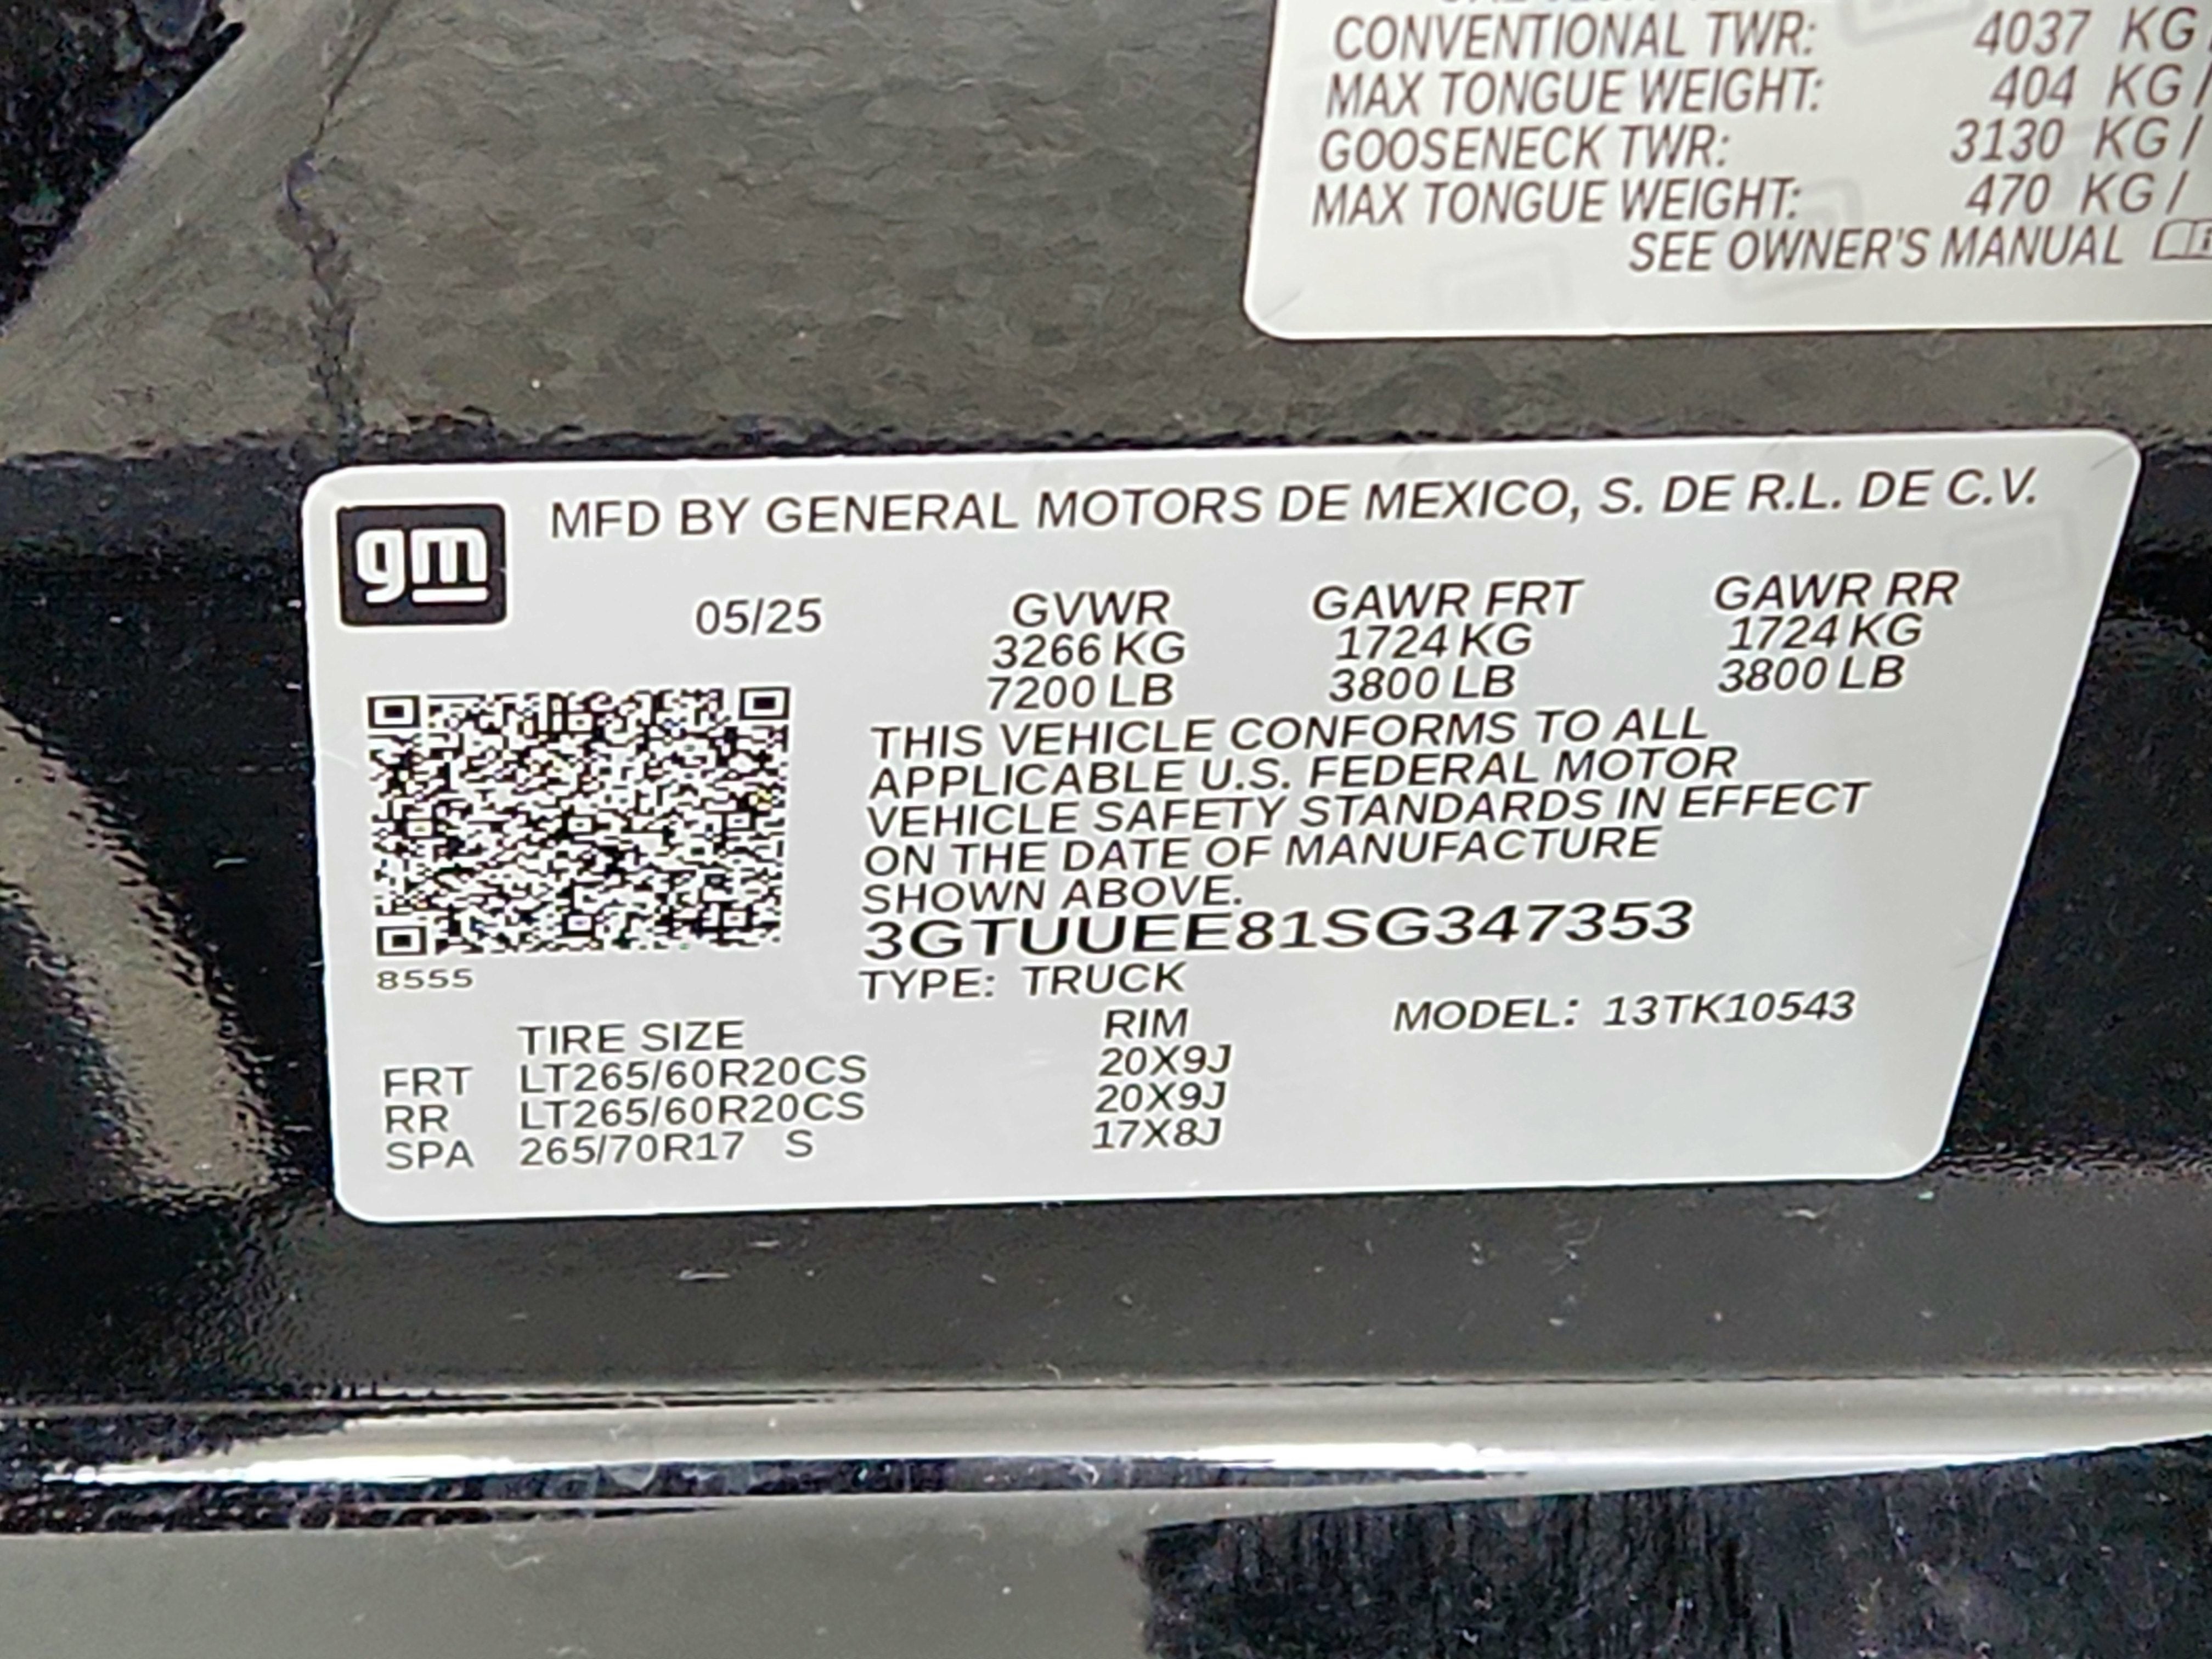 CONVENTIONAL TWR: 4037 KG
MAX TONGUE WEIGHT: 404 KG /
GOOSENECK TWR: 3130 KG /
MAX TONGUE WEIGHT: 470 KG /
SEE OWNER'S MANUAL
gm
MFD BY GENERAL MOTORS DE MEXICO, S. DE R.L. DE C.V.
05/25 GVWR GAWR FRT GAWR RR
3266 KG 1724 KG 1724 KG
7200 LB 3800 LB 3800 LB
THIS VEHICLE CONFORMS TO ALL
APPLICABLE U.S. FEDERAL MOTOR
VEHICLE SAFETY STANDARDS IN EFFECT
ON THE DATE OF MANUFACTURE
SHOWN ABOVE.
3GTUUEE81SG347353
8555
TYPE: TRUCK
TIRE SIZE RIM MODEL: 13TK10543
FRT LT265/60R20CS 20X9J
RR LT265/60R20CS 20X9J
SPA 265/70R17 S 17X8J